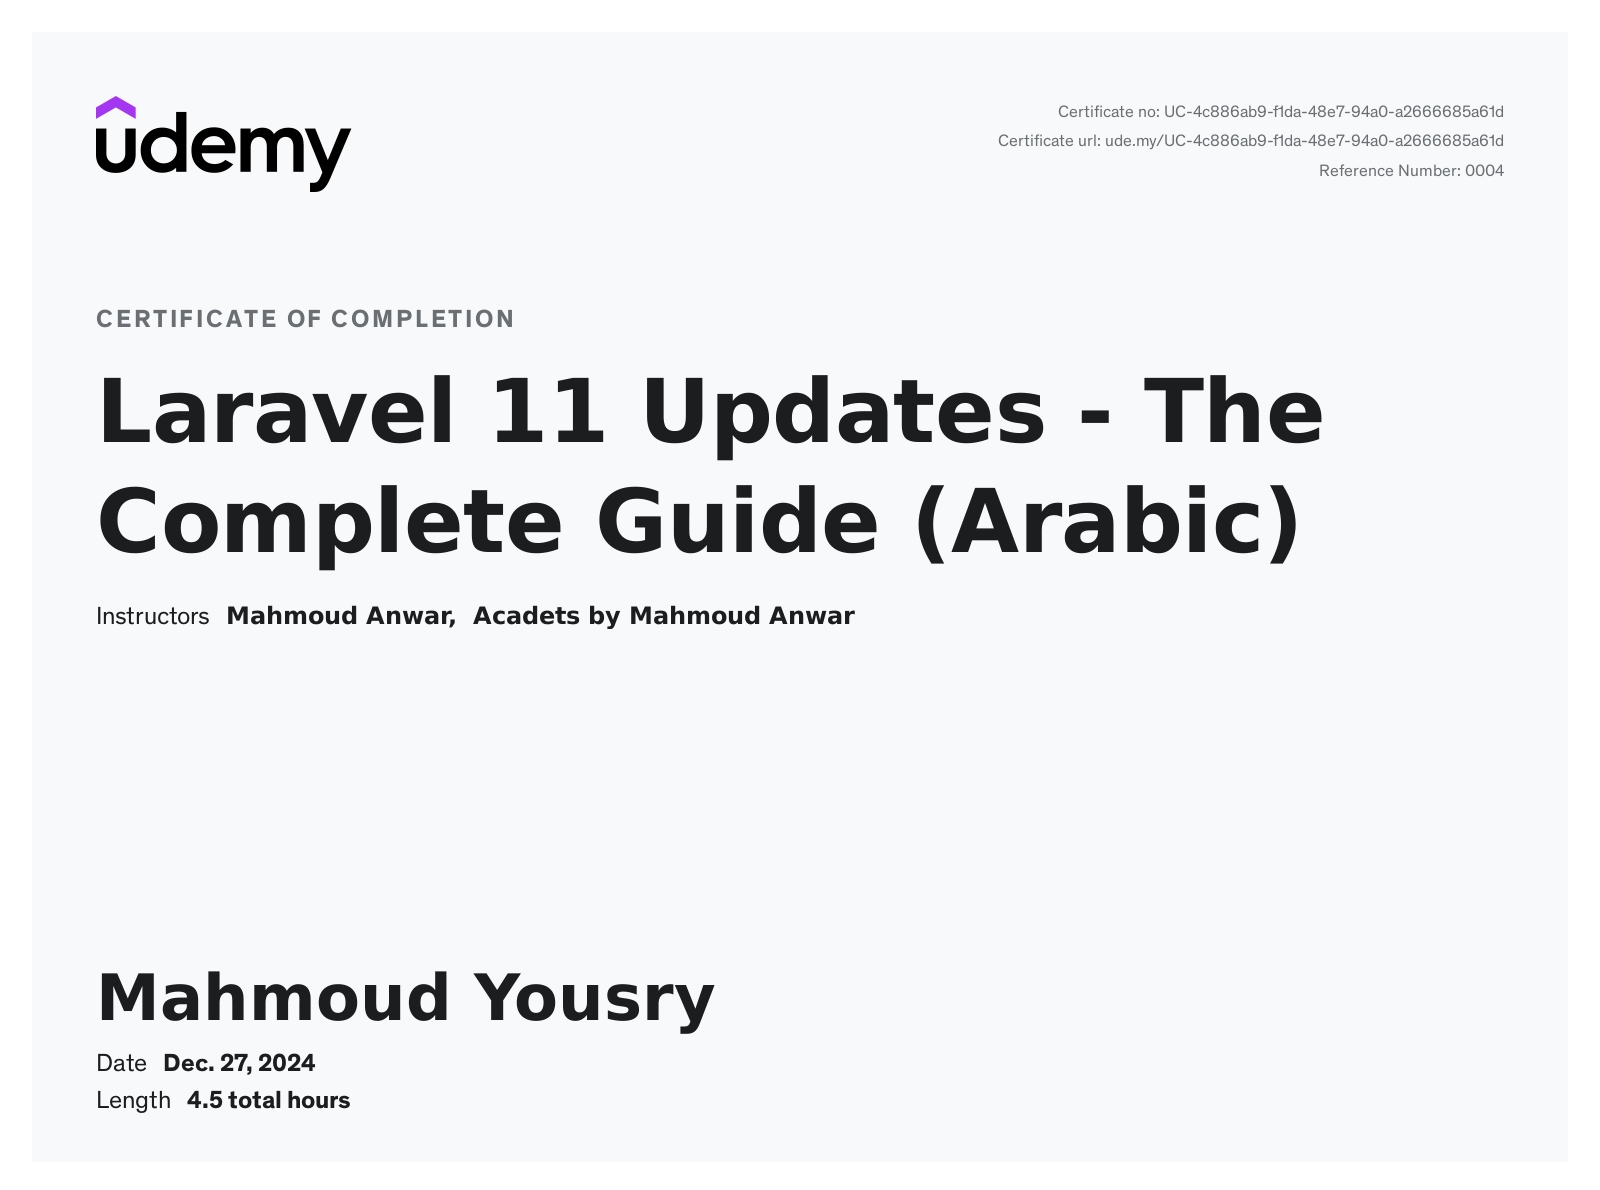 udemy
Certificate no: UC-4c886ab9-f1da-48e7-94a0-a2666685a61d
Certificate url: ude.my/UC-4c886ab9-f1da-48e7-94a0-a2666685a61d
Reference Number: 0004
CERTIFICATE OF COMPLETION
Laravel 11 Updates - The
Complete Guide (Arabic)
Instructors Mahmoud Anwar, Acadets by Mahmoud Anwar
Mahmoud Yousry
Date Dec. 27, 2024
Length 4.5 total hours